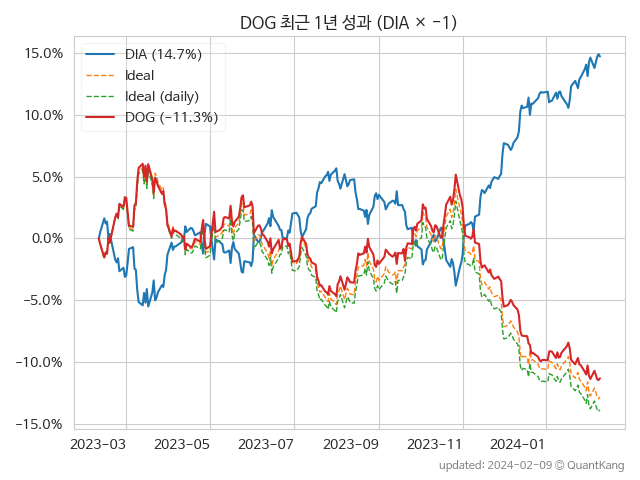 DOG 최근 1년 성과 (DIA × −1)
DIA (14.7%)
Ideal
Ideal (daily)
DOG (−11.3%)
15.0%
10.0%
5.0%
0.0%
−5.0%
−10.0%
−15.0%
2023-03 2023-05 2023-07 2023-09 2023-11 2024-01
updated: 2024-02-09 © QuantKang